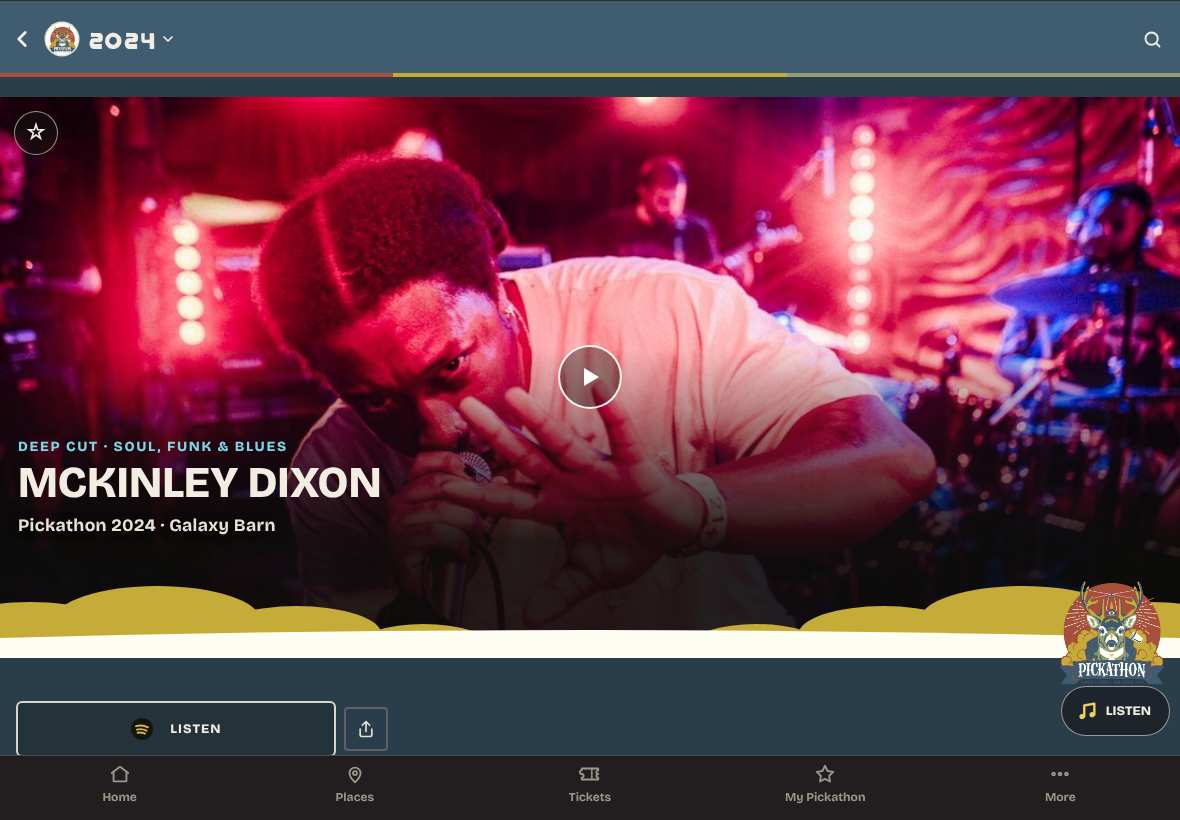 2024
DEEP CUT · SOUL, FUNK & BLUES
MCKINLEY DIXON
Pickathon 2024 · Galaxy Barn
PICKATHON
LISTEN
LISTEN
Home
Places
Tickets
My Pickathon
More